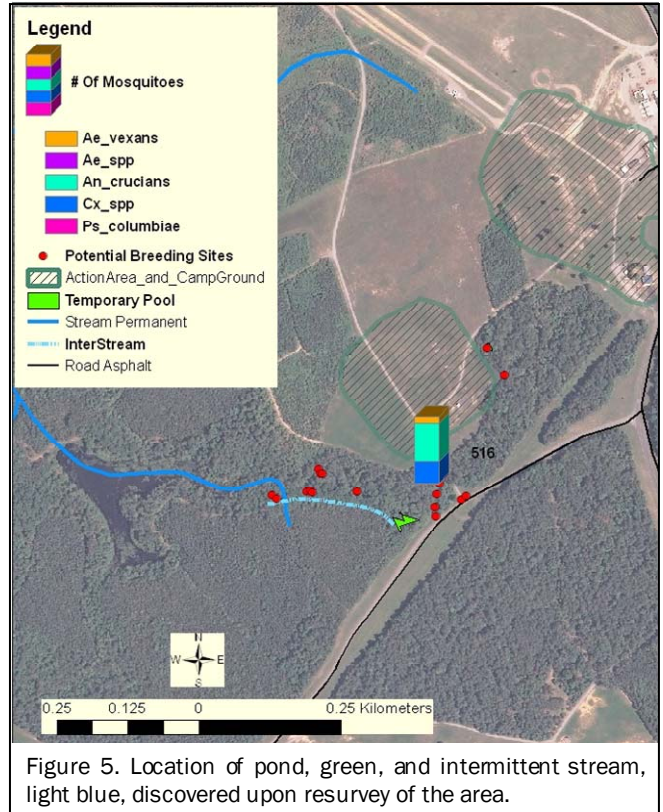 Legend
# Of Mosquitoes
Ae_vexans
Ae_spp
An_crucians
Cx_spp
Ps_columbiae
Potential Breeding Sites
ActionArea_and_CampGround
Temporary Pool
Stream Permanent
InterStream
Road Asphalt
516
N
W E
S
0.25 0.125 0 0.25 Kilometers
Figure 5. Location of pond, green, and intermittent stream,
light blue, discovered upon resurvey of the area.